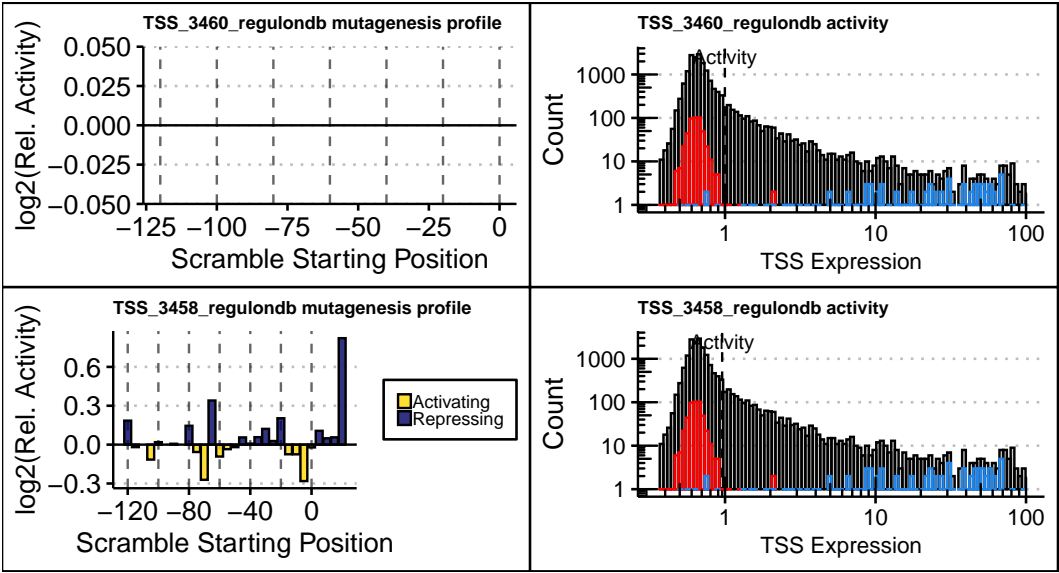 TSS_3460_regulondb mutagenesis profile
log2(Rel. Activity)
0.050
0.025
0.000
−0.025
−0.050
−125 −100 −75 −50 −25 0
Scramble Starting Position
TSS_3460_regulondb activity
Activity
Count
1000
100
10
1
1 10 100
TSS Expression
TSS_3458_regulondb mutagenesis profile
log2(Rel. Activity)
0.6
0.3
0.0
−0.3
−120 −80 −40 0
Scramble Starting Position
Activating
Repressing
TSS_3458_regulondb activity
Activity
Count
1000
100
10
1
1 10 100
TSS Expression